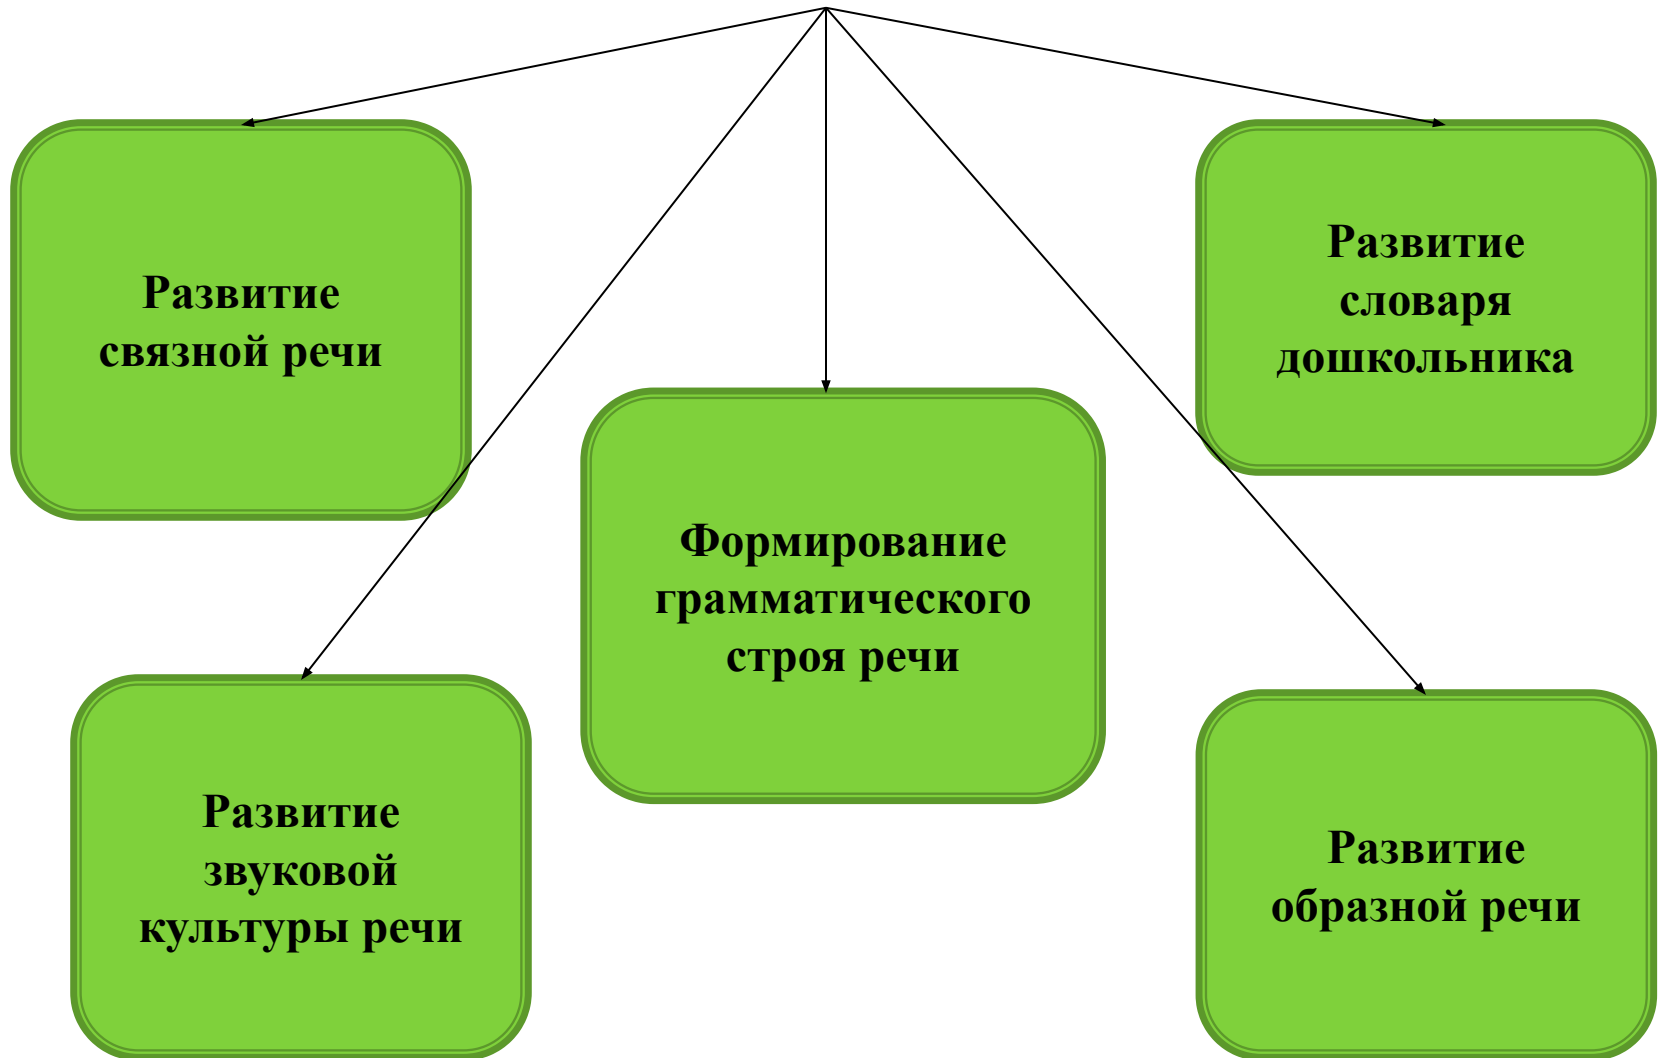 Развитие
связной речи
Развитие
словаря
дошкольника
Формирование
грамматического
строя речи
Развитие
звуковой
культуры речи
Развитие
образной речи